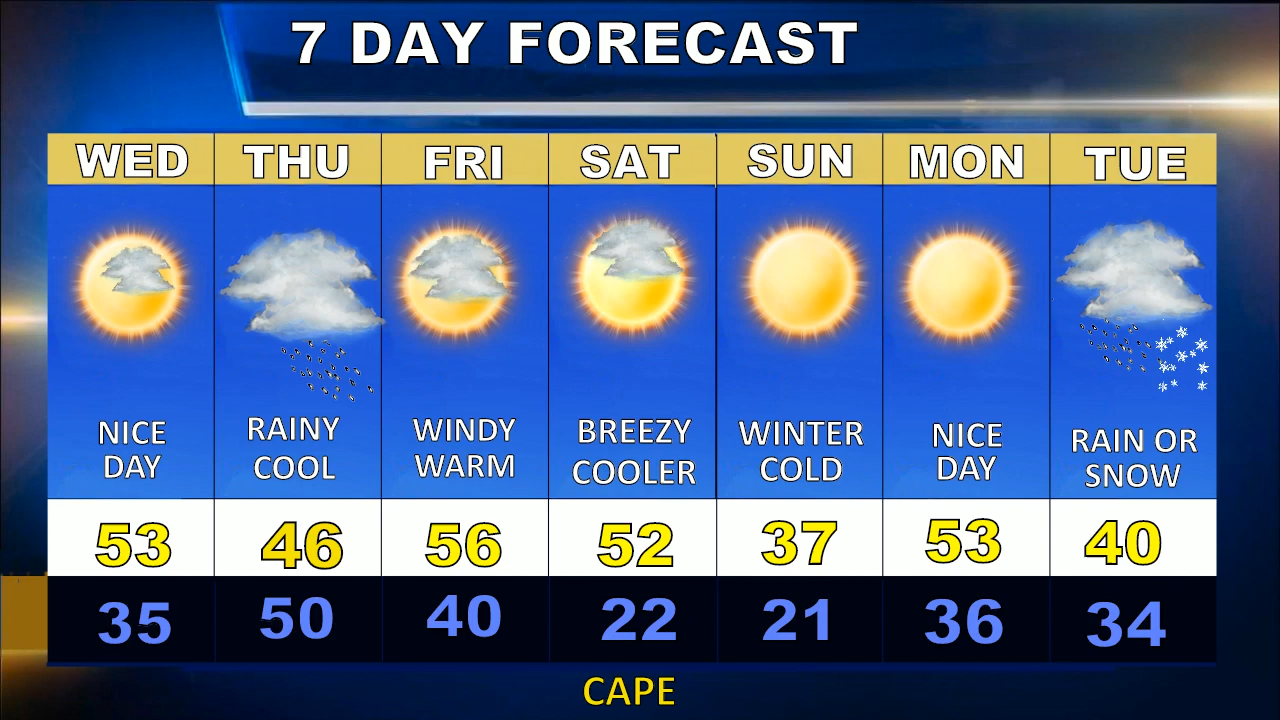 7 DAY FORECAST
WED THU FRI SAT SUN MON TUE
NICE DAY
RAINY COOL
WINDY WARM
BREEZY COOLER
WINTER COLD
NICE DAY
RAIN OR SNOW
53 46 56 52 37 53 40
35 50 40 22 21 36 34
CAPE